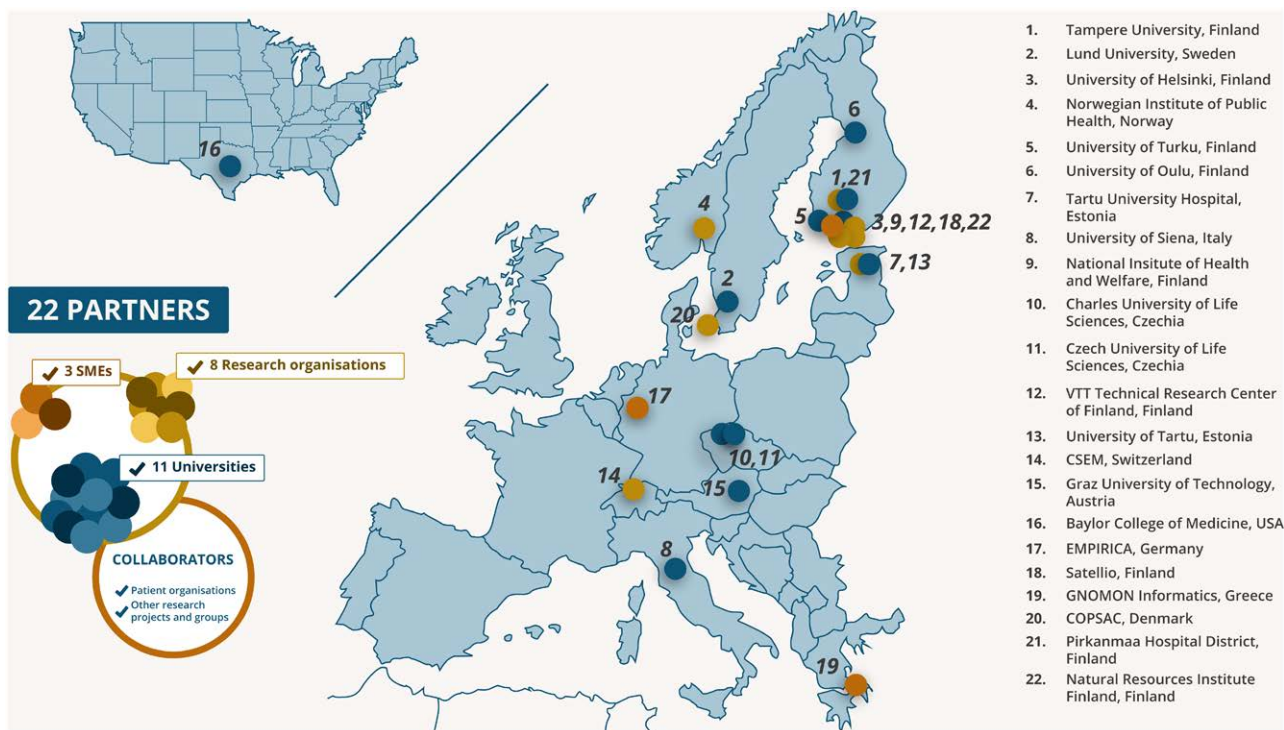 16
6
1,21
4
5
3,9,12,18,22
7,13
2
20
22 PARTNERS
3 SMEs
8 Research organisations
17
11 Universities
10,11
14
15
COLLABORATORS
Patient organisations
Other research
projects and groups
8
19
1. Tampere University, Finland
2. Lund University, Sweden
3. University of Helsinki, Finland
4. Norwegian Institute of Public
Health, Norway
5. University of Turku, Finland
6. University of Oulu, Finland
7. Tartu University Hospital,
Estonia
8. University of Siena, Italy
9. National Insitute of Health
and Welfare, Finland
10. Charles University of Life
Sciences, Czechia
11. Czech University of Life
Sciences, Czechia
12. VTT Technical Research Center
of Finland, Finland
13. University of Tartu, Estonia
14. CSEM, Switzerland
15. Graz University of Technology,
Austria
16. Baylor College of Medicine, USA
17. EMPIRICA, Germany
18. Satellio, Finland
19. GNOMON Informatics, Greece
20. COPSAC, Denmark
21. Pirkanmaa Hospital District,
Finland
22. Natural Resources Institute
Finland, Finland